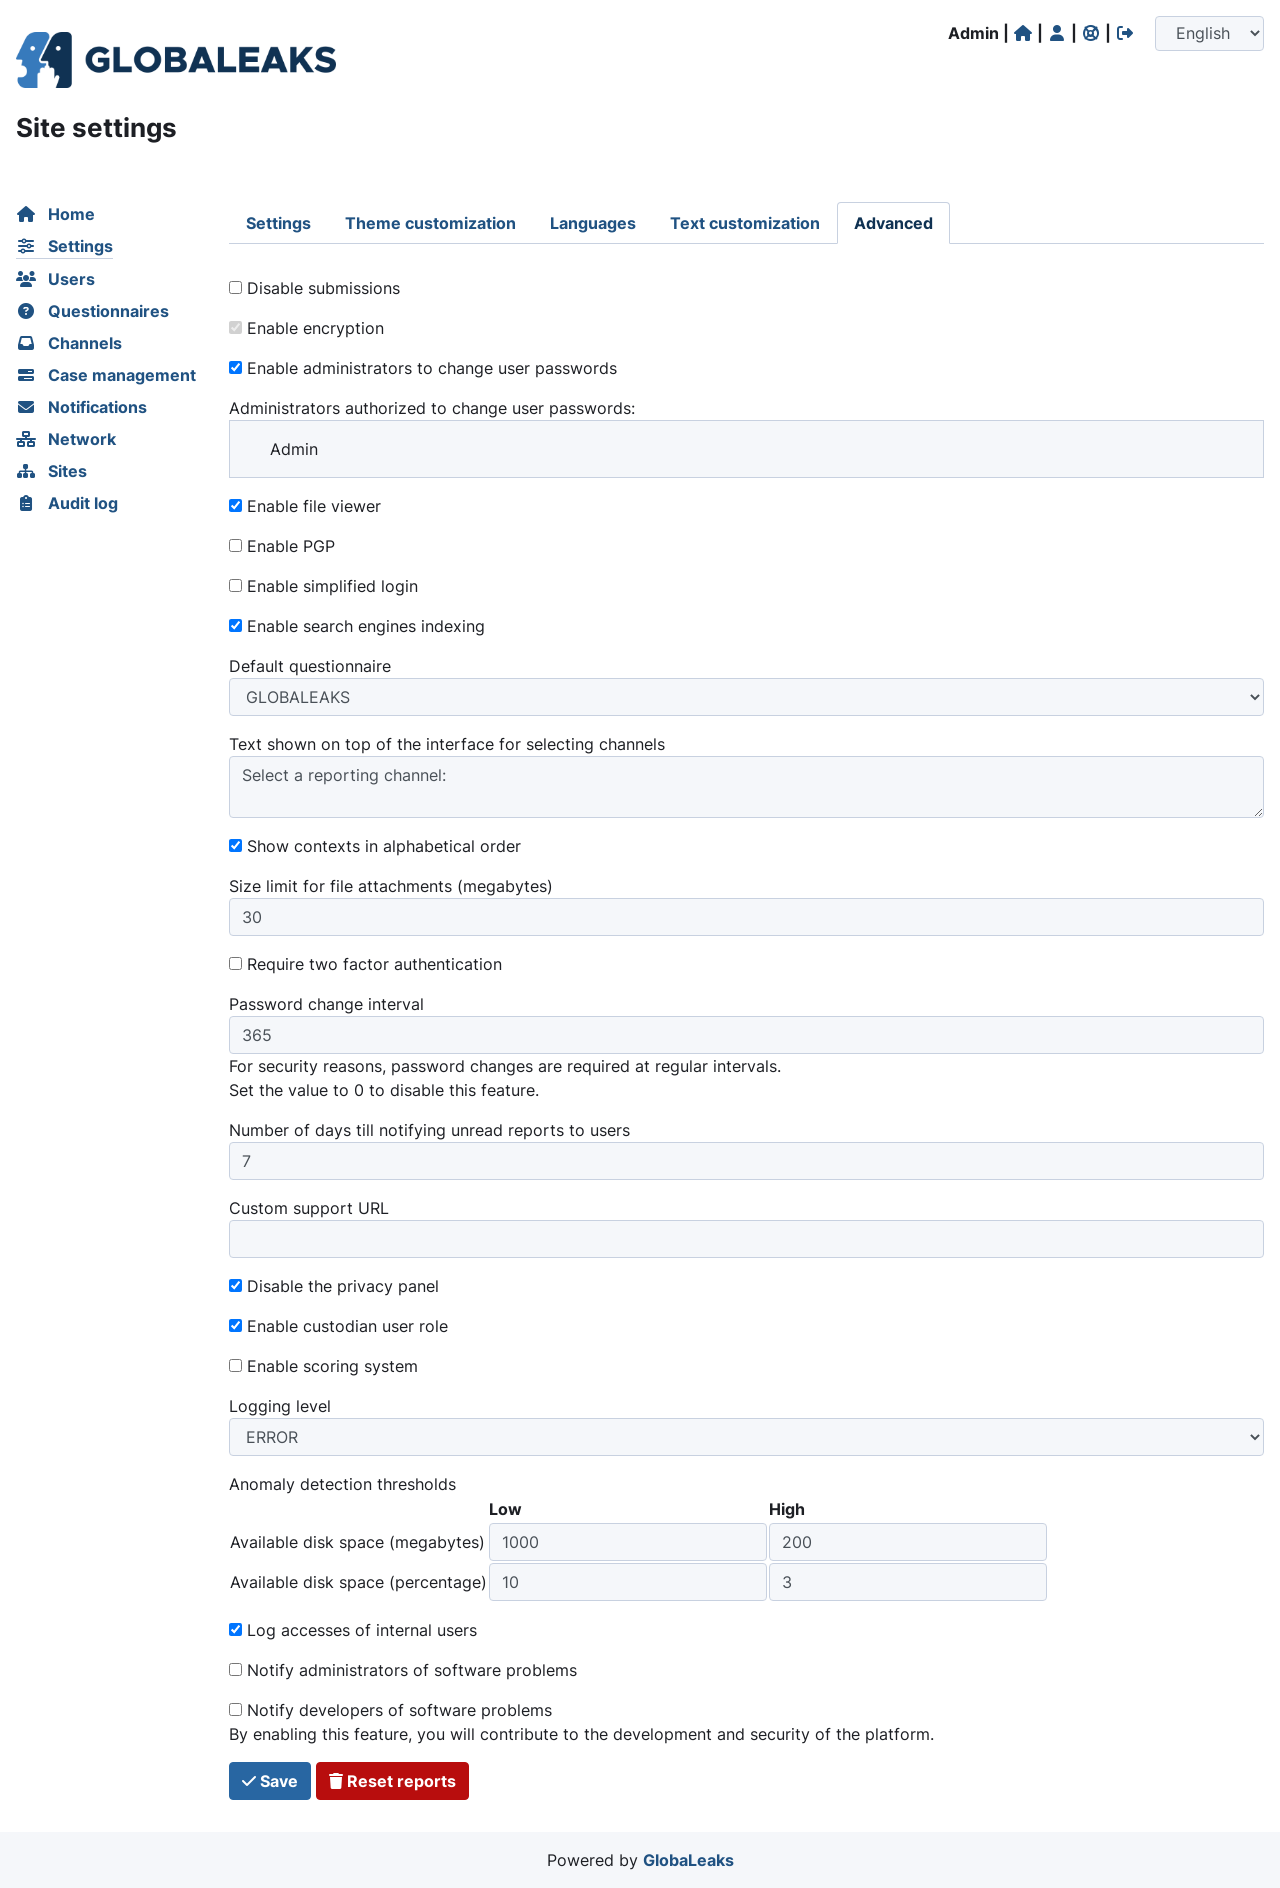 GLOBALEAKS
Admin | | | |
English
Site settings
Home
Settings
Users
Questionnaires
Channels
Case management
Notifications
Network
Sites
Audit log
Settings
Theme customization
Languages
Text customization
Advanced
Disable submissions
Enable encryption
Enable administrators to change user passwords
Administrators authorized to change user passwords:
Admin
Enable file viewer
Enable PGP
Enable simplified login
Enable search engines indexing
Default questionnaire
GLOBALEAKS
Text shown on top of the interface for selecting channels
Select a reporting channel:
Show contexts in alphabetical order
Size limit for file attachments (megabytes)
30
Require two factor authentication
Password change interval
365
For security reasons, password changes are required at regular intervals.
Set the value to 0 to disable this feature.
Number of days till notifying unread reports to users
7
Custom support URL
Disable the privacy panel
Enable custodian user role
Enable scoring system
Logging level
ERROR
Anomaly detection thresholds
Low High
Available disk space (megabytes) 1000 200
Available disk space (percentage) 10 3
Log accesses of internal users
Notify administrators of software problems
Notify developers of software problems
By enabling this feature, you will contribute to the development and security of the platform.
Save
Reset reports
Powered by GlobaLeaks